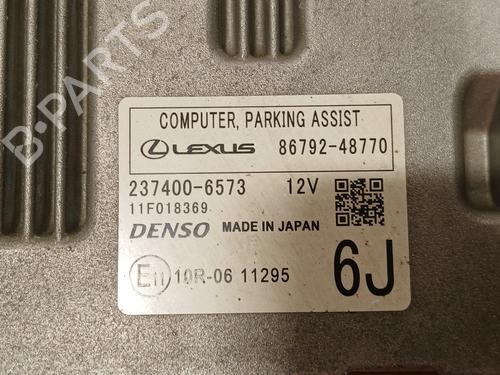 B-PARTS
COMPUTER, PARKING ASSIST
LEXUS 86792-48770
237400-6573 12V
11F018369
DENSO MADE IN JAPAN
E11 10R-06 11295 6J